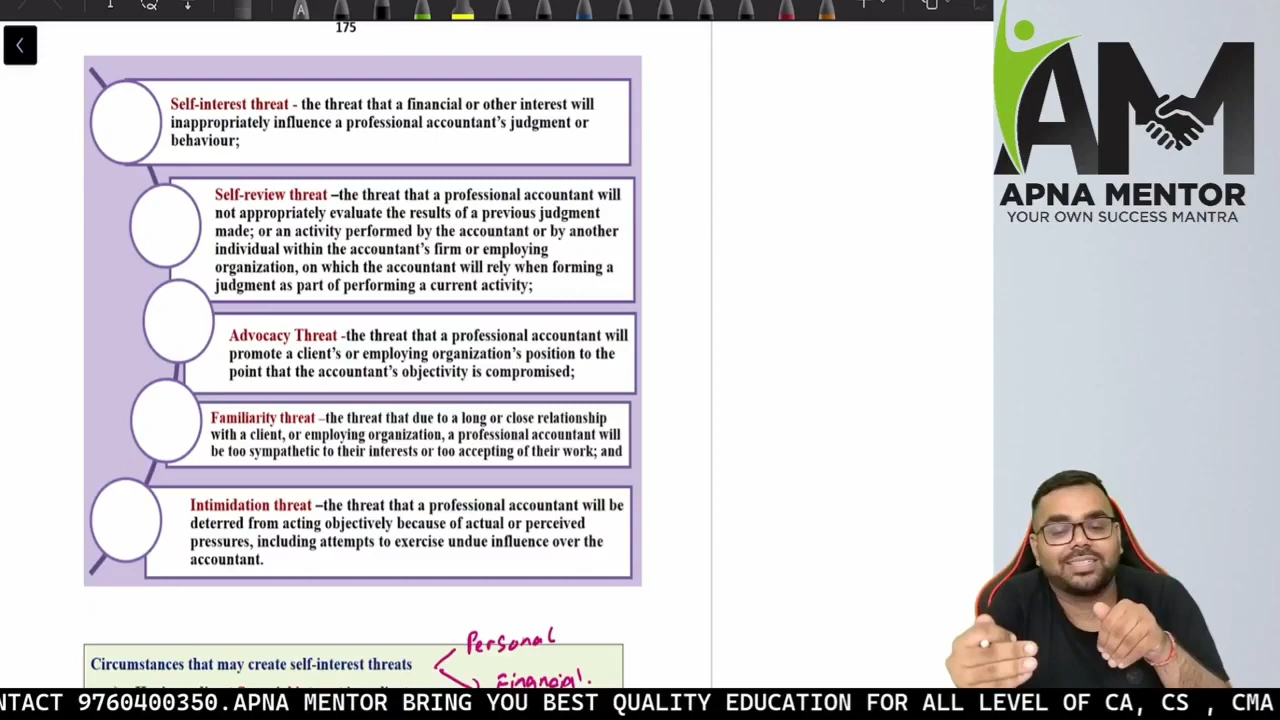 175
Self-interest threat - the threat that a financial or other interest will
inappropriately influence a professional accountant's judgment or
behaviour;
Self-review threat –the threat that a professional accountant will
not appropriately evaluate the results of a previous judgment
made; or an activity performed by the accountant or by another
individual within the accountant's firm or employing
organization, on which the accountant will rely when forming a
judgment as part of performing a current activity;
Advocacy Threat -the threat that a professional accountant will
promote a client's or employing organization's position to the
point that the accountant's objectivity is compromised;
Familiarity threat –the threat that due to a long or close relationship
with a client, or employing organization, a professional accountant will
be too sympathetic to their interests or too accepting of their work; and
Intimidation threat –the threat that a professional accountant will be
deterred from acting objectively because of actual or perceived
pressures, including attempts to exercise undue influence over the
accountant.
Personal
Circumstances that may create self-interest threats
Financial.
AM
APNA MENTOR
YOUR OWN SUCCESS MANTRA
NTACT 9760400350.APNA MENTOR BRING YOU BEST QUALITY EDUCATION FOR ALL LEVEL OF CA, CS , CMA